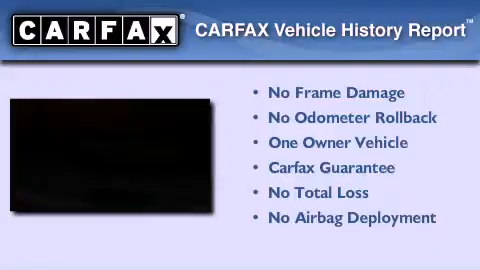 CARFAX® CARFAX Vehicle History Report™
• No Frame Damage
• No Odometer Rollback
• One Owner Vehicle
• Carfax Guarantee
• No Total Loss
• No Airbag Deployment